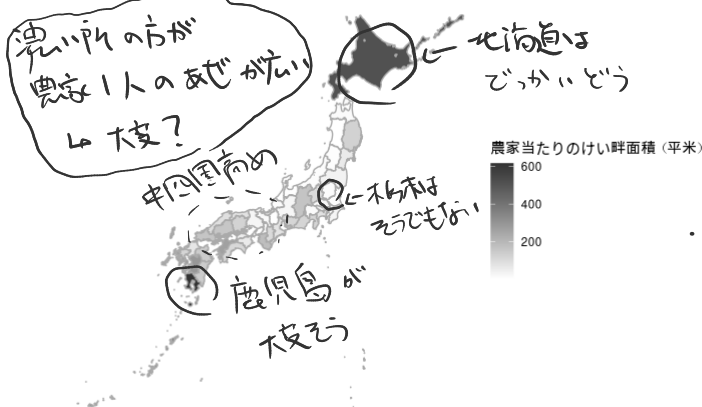 濃い所の方が
農家1人のあぜが広い
↳ 大変?
北海道は
でっかいどう
農家当たりのけい畔面積(平米)
600
400
200
中四国高め
栃木は
そうでもない
鹿児島が
大変そう